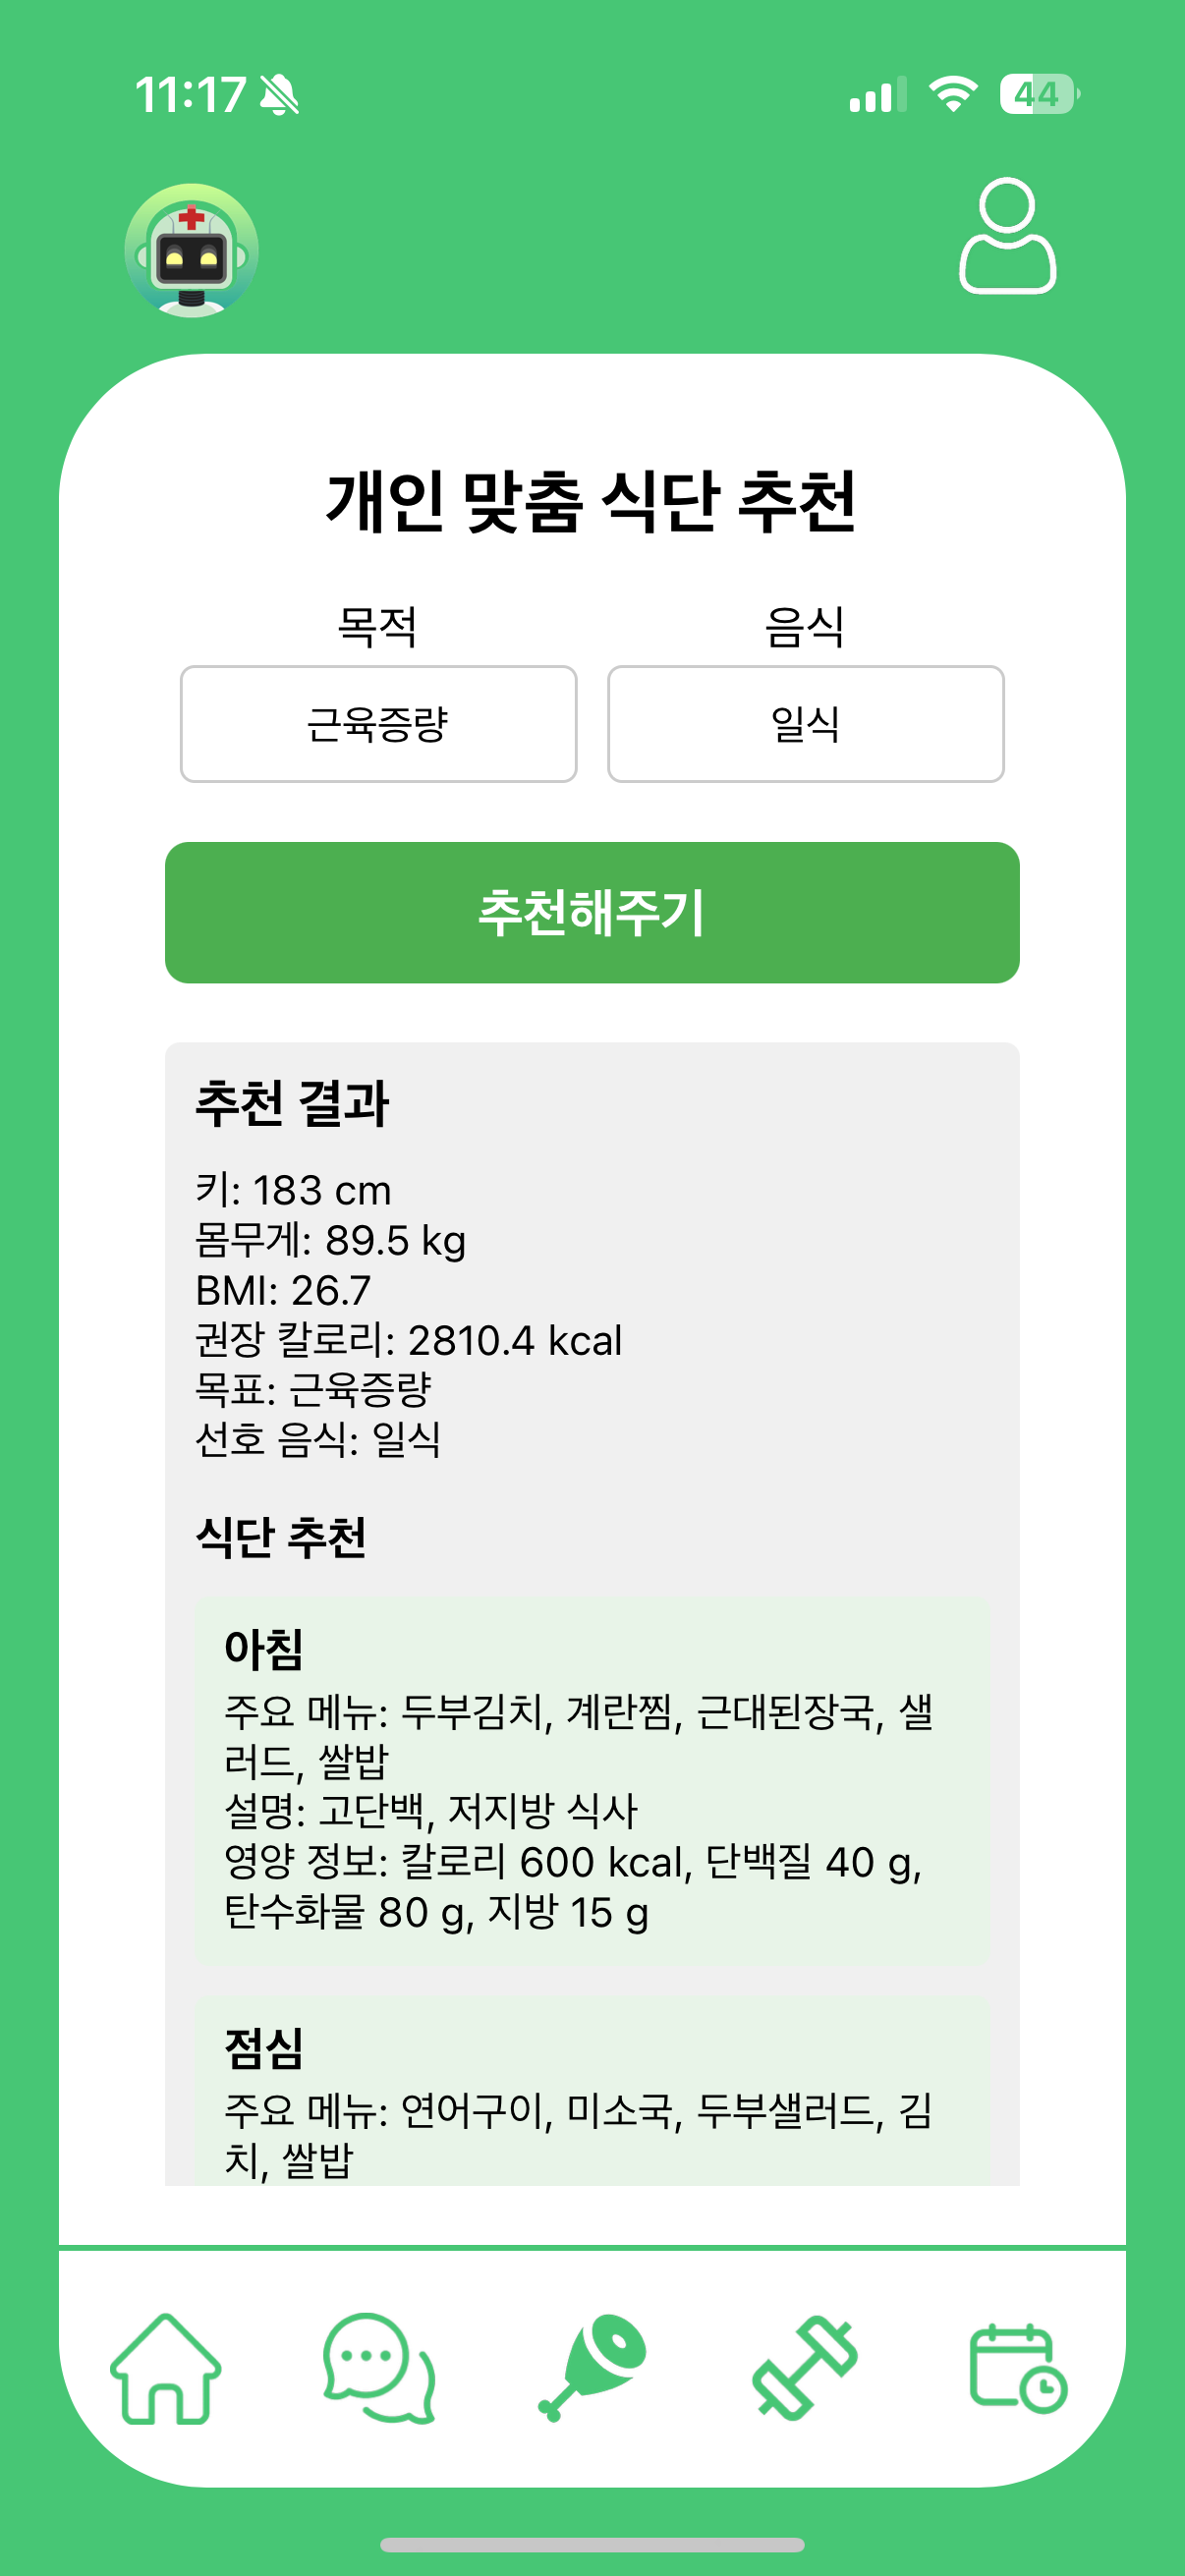 11:17
44
개인 맞춤 식단 추천
목적 음식
근육증량 일식
추천해주기
추천 결과
키: 183 cm
몸무게: 89.5 kg
BMI: 26.7
권장 칼로리: 2810.4 kcal
목표: 근육증량
선호 음식: 일식
식단 추천
아침
주요 메뉴: 두부김치, 계란찜, 근대된장국, 샐
러드, 쌀밥
설명: 고단백, 저지방 식사
영양 정보: 칼로리 600 kcal, 단백질 40 g,
탄수화물 80 g, 지방 15 g
점심
주요 메뉴: 연어구이, 미소국, 두부샐러드, 김
치, 쌀밥